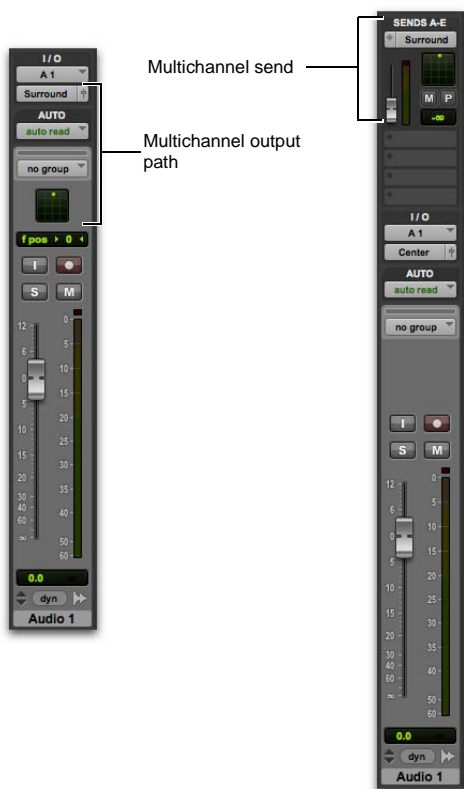 I / O
A 1
Surround
AUTO
auto read
no group
f pos ▸ 0 ◂
I
S M
12
6
0
5
10
15
20
30
40
60
∞
0
5
10
15
20
25
30
35
40
50
60
0.0
dyn
Audio 1
Multichannel send
Multichannel output
path
SENDS A-E
Surround
M P
-∞
I / O
A 1
Center
AUTO
auto read
no group
I
S M
12
6
0
5
10
15
20
30
40
60
∞
0
5
10
15
20
25
30
35
40
50
60
0.0
dyn
Audio 1